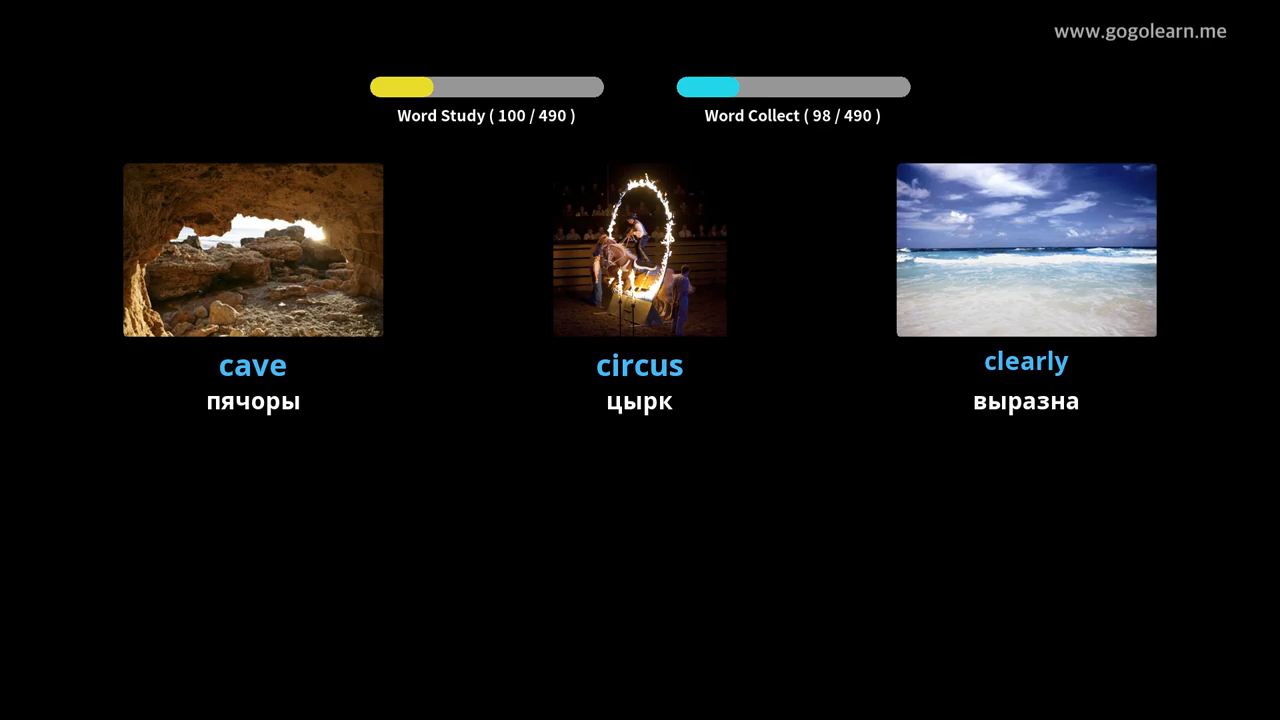 www.gogolearn.me
Word Study ( 100 / 490 )
Word Collect ( 98 / 490 )
cave
circus
clearly
пячоры
цырк
выразна